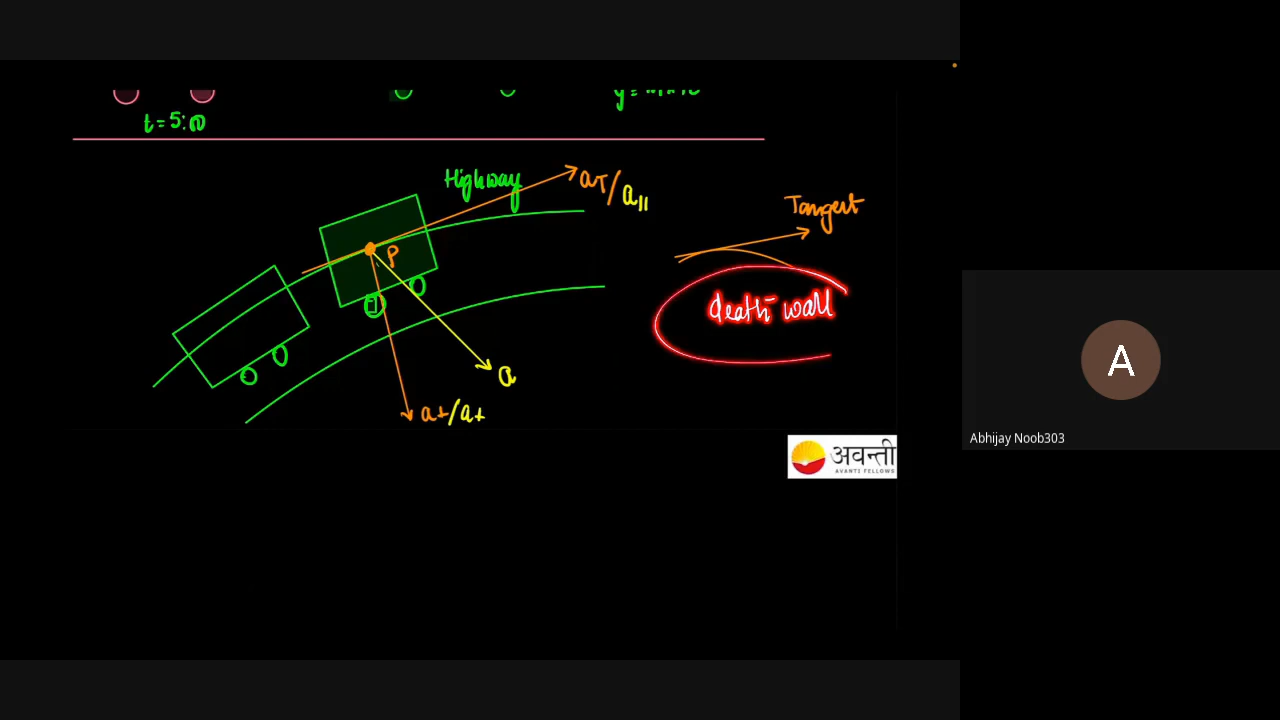 t = 5:00
Highway
aT/a||
Tangent
P
death wall
a
a⊥/a⊥
अवन्ती
AVANTI FELLOWS
Abhijay Noob303
A